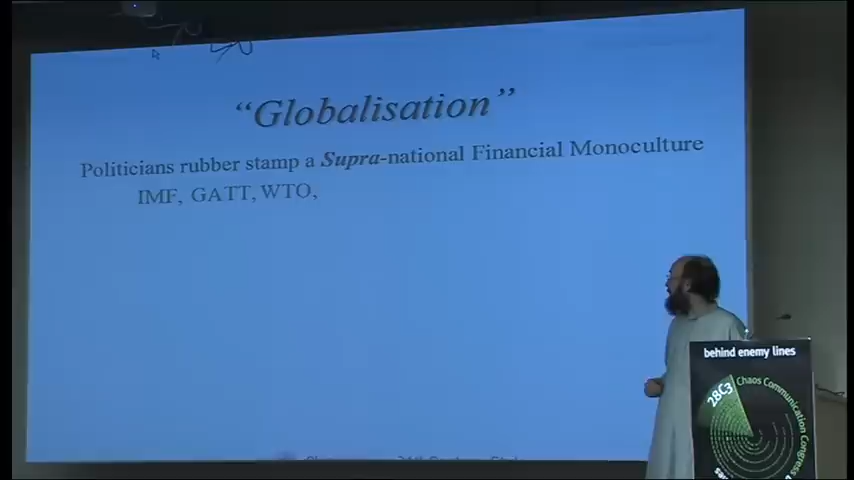 “Globalisation”
Politicians rubber stamp a Supra-national Financial Monoculture
IMF, GATT, WTO,
behind enemy lines
28C3
Chaos Communication Congress